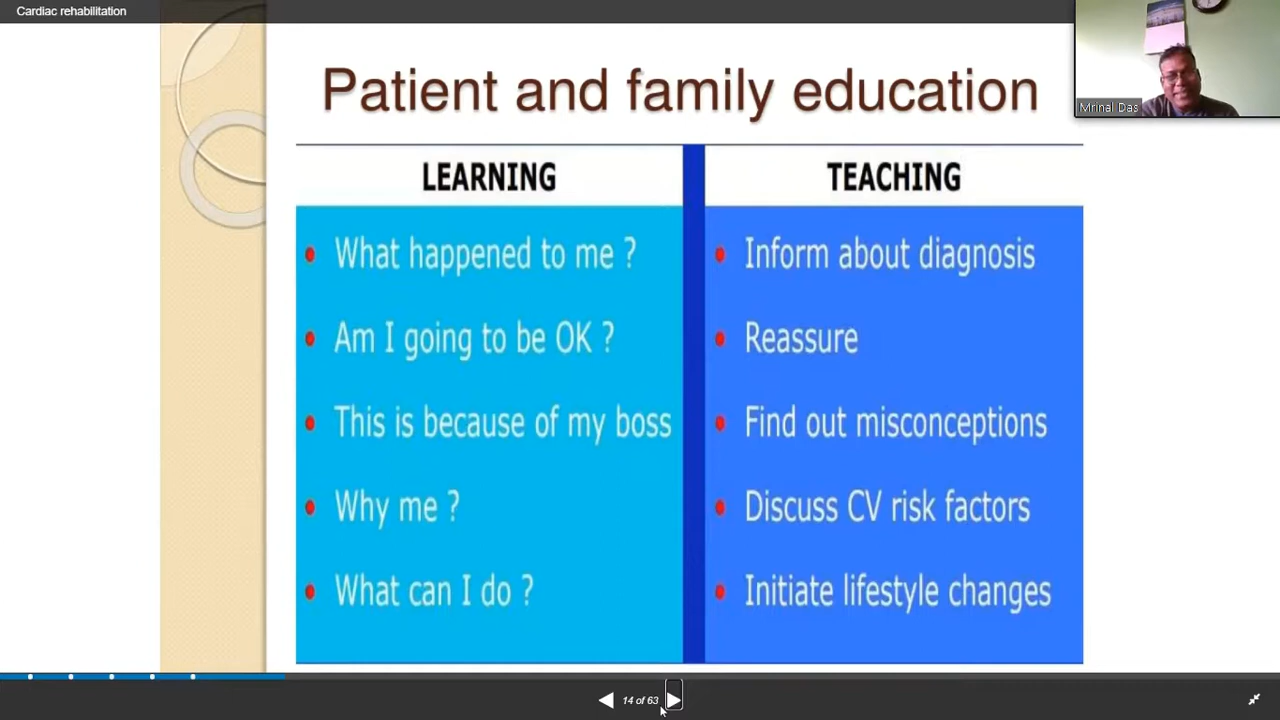 Cardiac rehabilitation
Mrinal Das
Patient and family education
LEARNING
TEACHING
What happened to me ?
Inform about diagnosis
Am I going to be OK ?
Reassure
This is because of my boss
Find out misconceptions
Why me ?
Discuss CV risk factors
What can I do ?
Initiate lifestyle changes
14 of 63